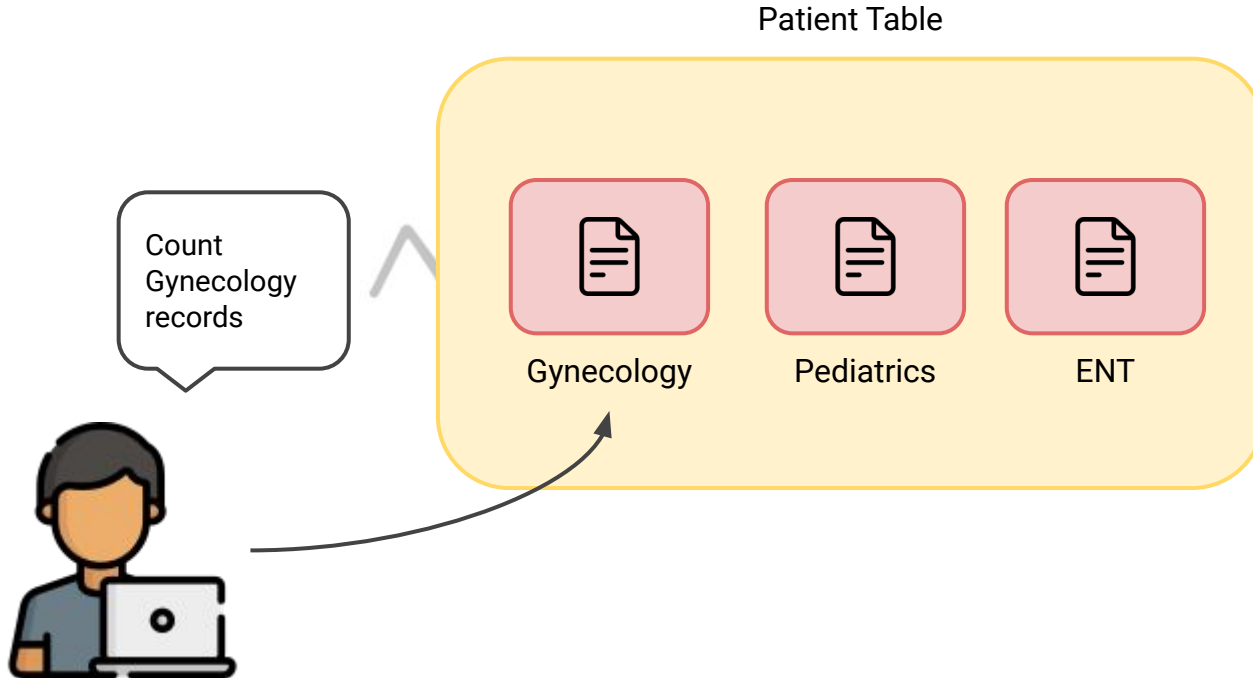 Patient Table
Count
Gynecology
records
Gynecology
Pediatrics
ENT